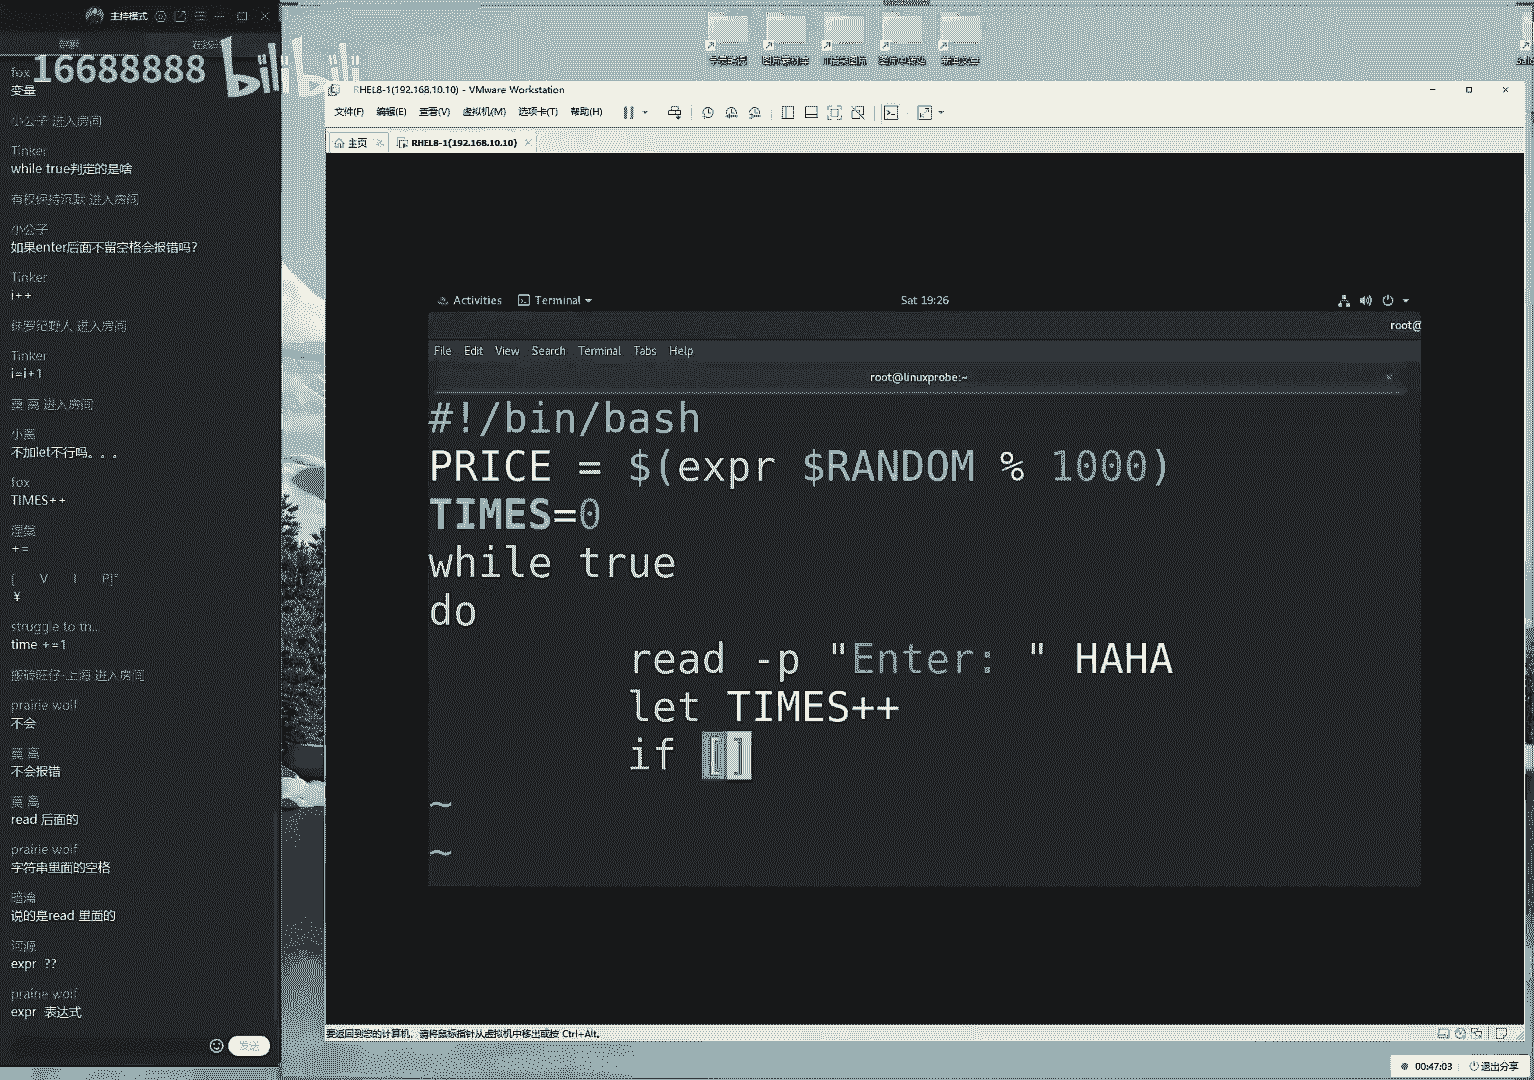 主持模式
fox
16688888
bilibili
变量
小公子 进入房间
Tinker
while true判定的是啥
有权保持沉默 进入房间
小公子
如果enter后面不留空格会报错吗?
Tinker
i++
侏罗纪野人 进入房间
Tinker
i=i+1
莫 离 进入房间
不加let不行吗。。。
fox
TIMES++
+=
[ V I P]°
¥
struggle to th...
time +=1
搬砖旺仔-上海 进入房间
prairie wolf
不会
莫 离
不会报错
莫 离
read 后面的
prairie wolf
字符串里面的空格
说的是read 里面的
河源
expr ??
prairie wolf
expr 表达式
发送
RHEL8-1(192.168.10.10) - VMware Workstation
文件(F) 编辑(E) 查看(V) 虚拟机(M) 选项卡(T) 帮助(H)
主页 RHEL8-1(192.168.10.10)
Activities Terminal Sat 19:26
root@
File Edit View Search Terminal Tabs Help
root@linuxprobe:~
#!/bin/bash
PRICE = $(expr $RANDOM % 1000)
TIMES=0
while true
do
read -p "Enter: " HAHA
let TIMES++
if []
~
~
要返回到您的计算机，请将鼠标指针从虚拟机中移出或按 Ctrl+Alt。
00:47:03 退出分享